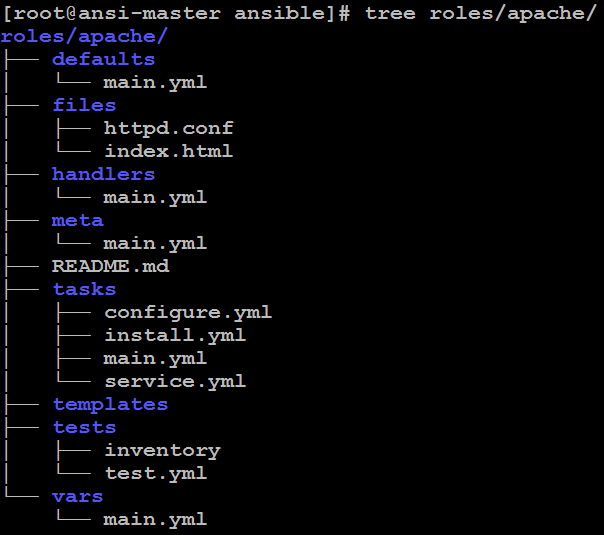 [root@ansi-master ansible]# tree roles/apache/
roles/apache/
├── defaults
│   └── main.yml
├── files
│   ├── httpd.conf
│   └── index.html
├── handlers
│   └── main.yml
├── meta
│   └── main.yml
├── README.md
├── tasks
│   ├── configure.yml
│   ├── install.yml
│   ├── main.yml
│   └── service.yml
├── templates
├── tests
│   ├── inventory
│   └── test.yml
└── vars
    └── main.yml